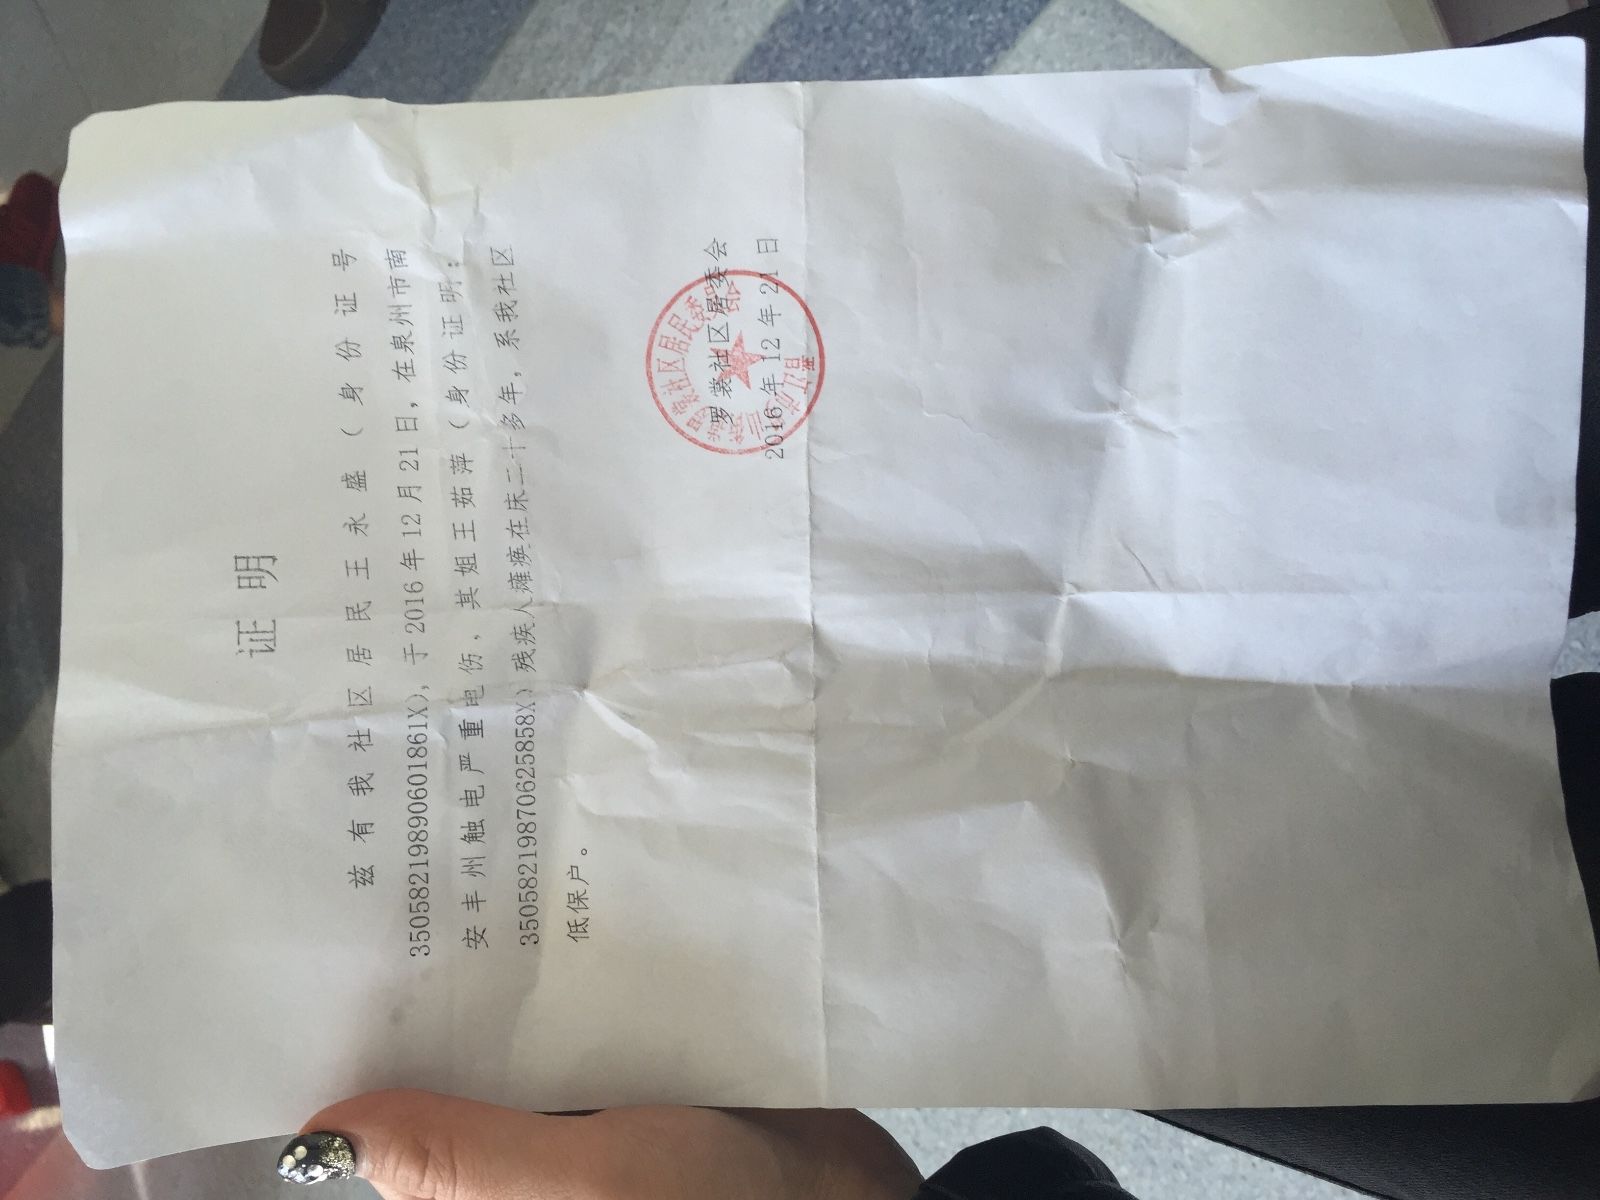 证明
兹有我社区居民王永盛（身份证号
35058219890601861X)，于2016年12月21日，在泉州市南
安丰州触电严重电伤，其姐王茹萍（身份证明：
35058219870625858X）残疾人瘫痪在床二十多年，系我社区
低保户。
罗裳社区居委会
2016年12年21日